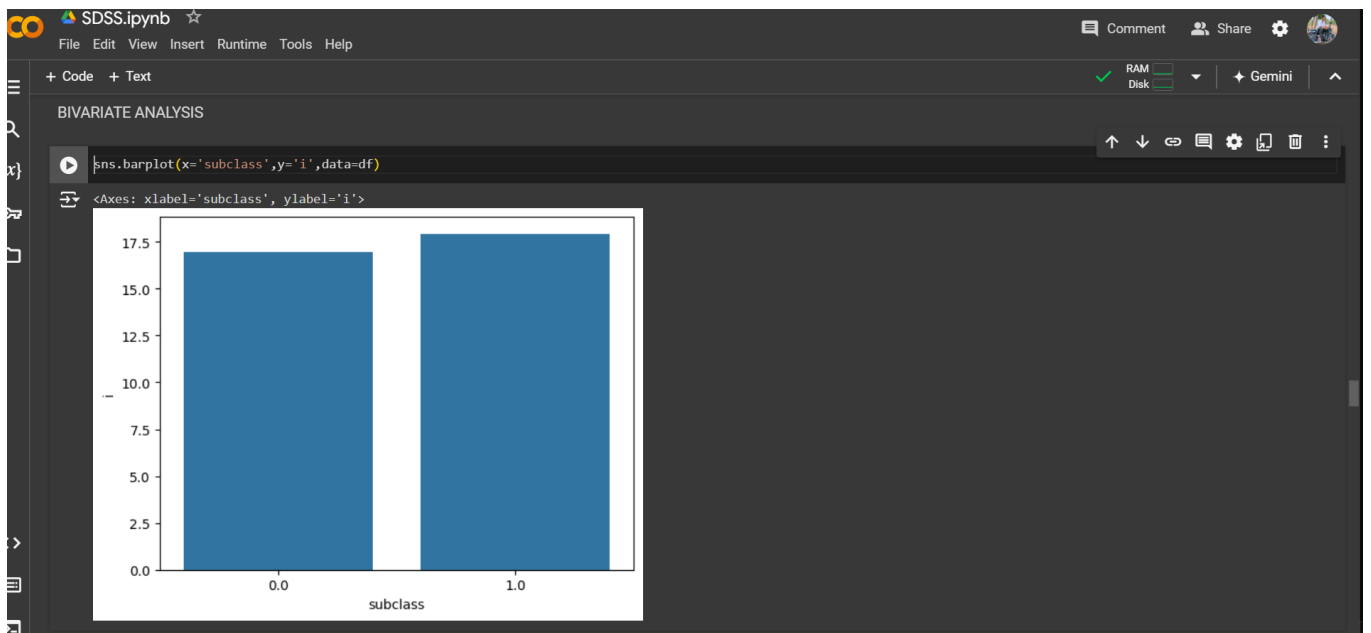 SDSS.ipynb
Comment Share
File Edit View Insert Runtime Tools Help
+ Code + Text
RAM
Disk
Gemini
BIVARIATE ANALYSIS
{x}
sns.barplot(x='subclass',y='i',data=df)
<Axes: xlabel='subclass', ylabel='i'>
17.5
15.0
12.5
10.0
i
7.5
5.0
2.5
0.0
0.0 1.0
subclass